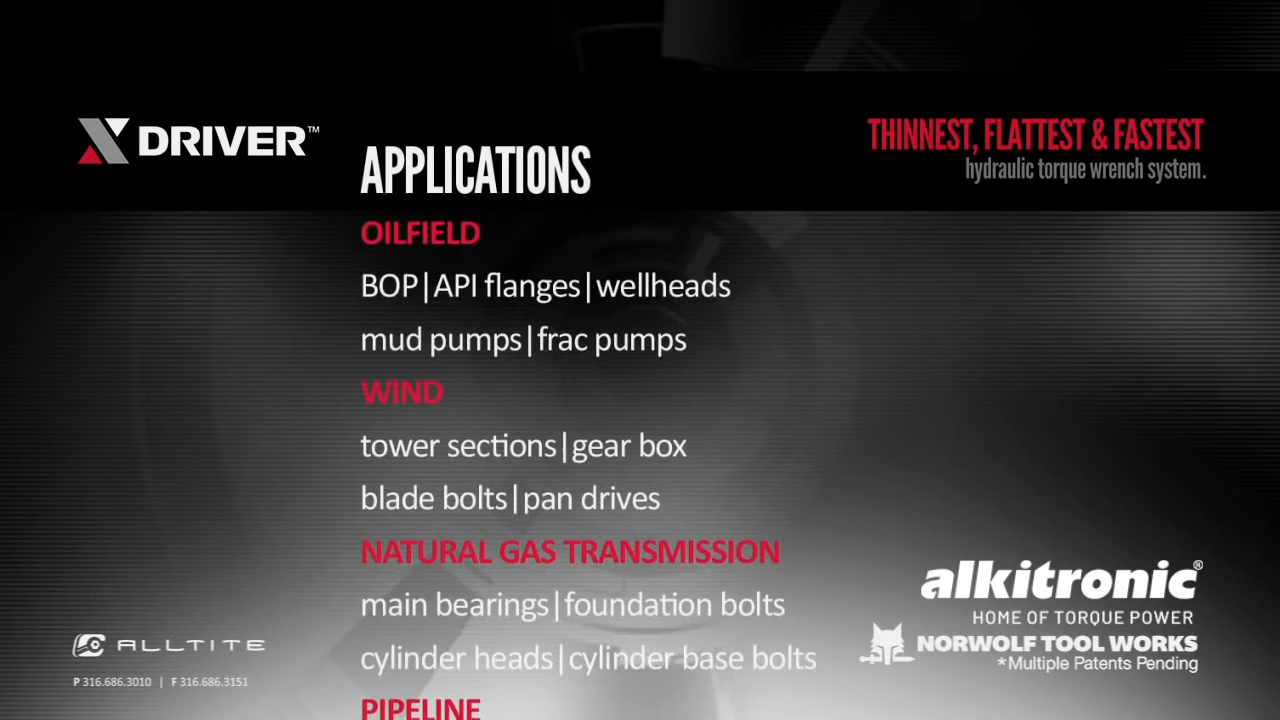 DRIVER™
THINNEST, FLATTEST & FASTEST
hydraulic torque wrench system.
APPLICATIONS
OILFIELD
BOP|API flanges|wellheads
mud pumps|frac pumps
WIND
tower sections|gear box
blade bolts|pan drives
NATURAL GAS TRANSMISSION
main bearings|foundation bolts
cylinder heads|cylinder base bolts
PIPELINE
alkitronic®
HOME OF TORQUE POWER
NORWOLF TOOL WORKS
*Multiple Patents Pending
ALLTITE
P 316.686.3010 | F 316.686.3151